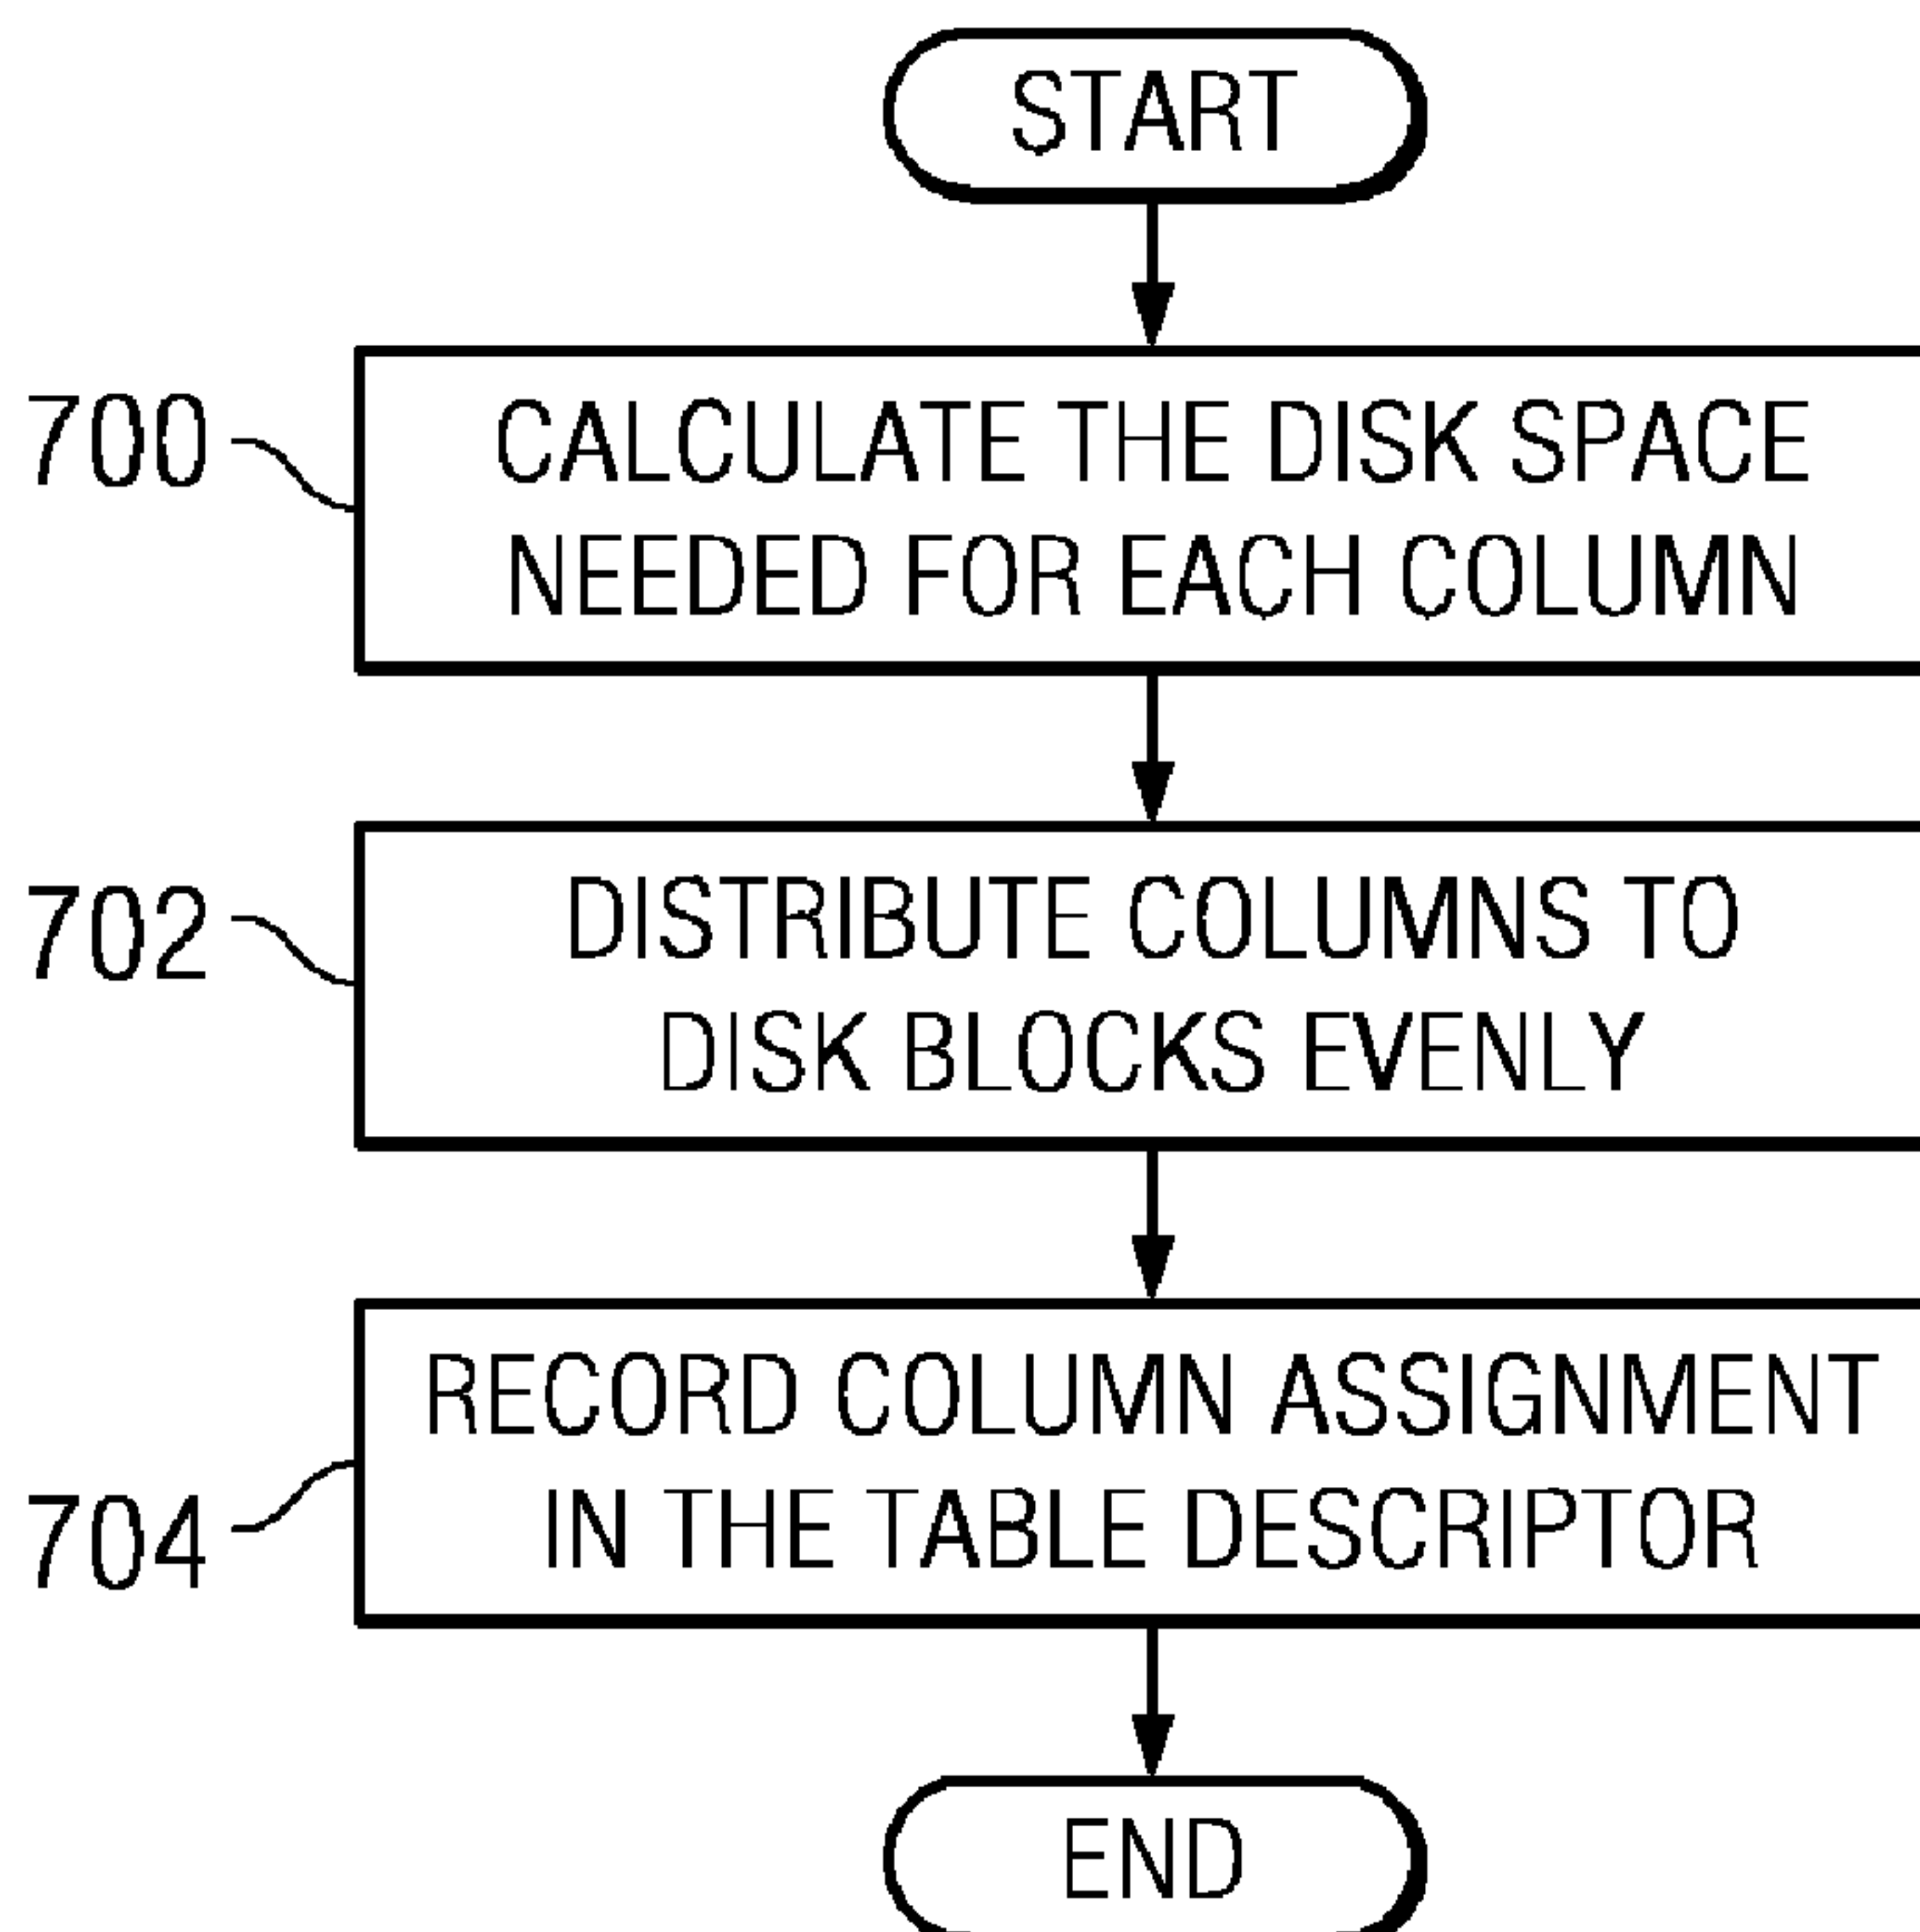 START
700
CALCULATE THE DISK SPACE
NEEDED FOR EACH COLUMN
702
DISTRIBUTE COLUMNS TO
DISK BLOCKS EVENLY
704
RECORD COLUMN ASSIGNMENT
IN THE TABLE DESCRIPTOR
END